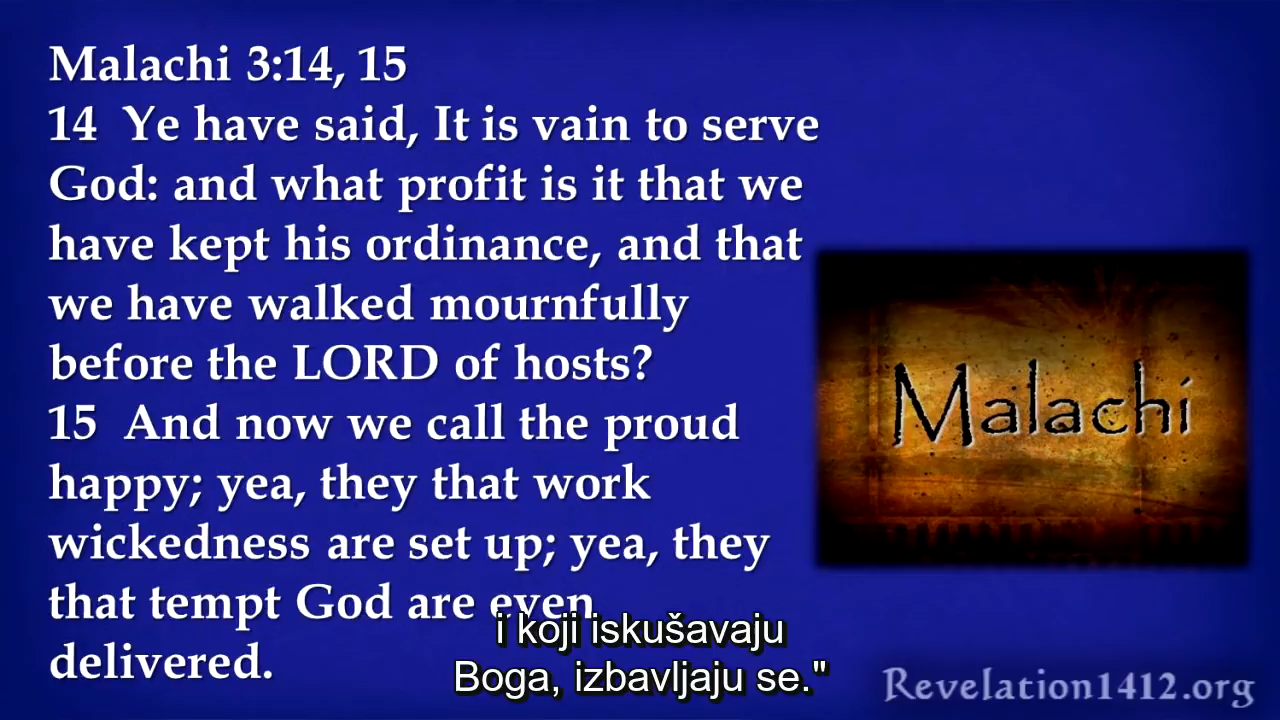 Malachi 3:14, 15
14 Ye have said, It is vain to serve
God: and what profit is it that we
have kept his ordinance, and that
we have walked mournfully
before the LORD of hosts?
15 And now we call the proud
happy; yea, they that work
wickedness are set up; yea, they
that tempt God are even
delivered.
Malachi
i koji iskušavaju
Boga, izbavljaju se."
Revelation1412.org